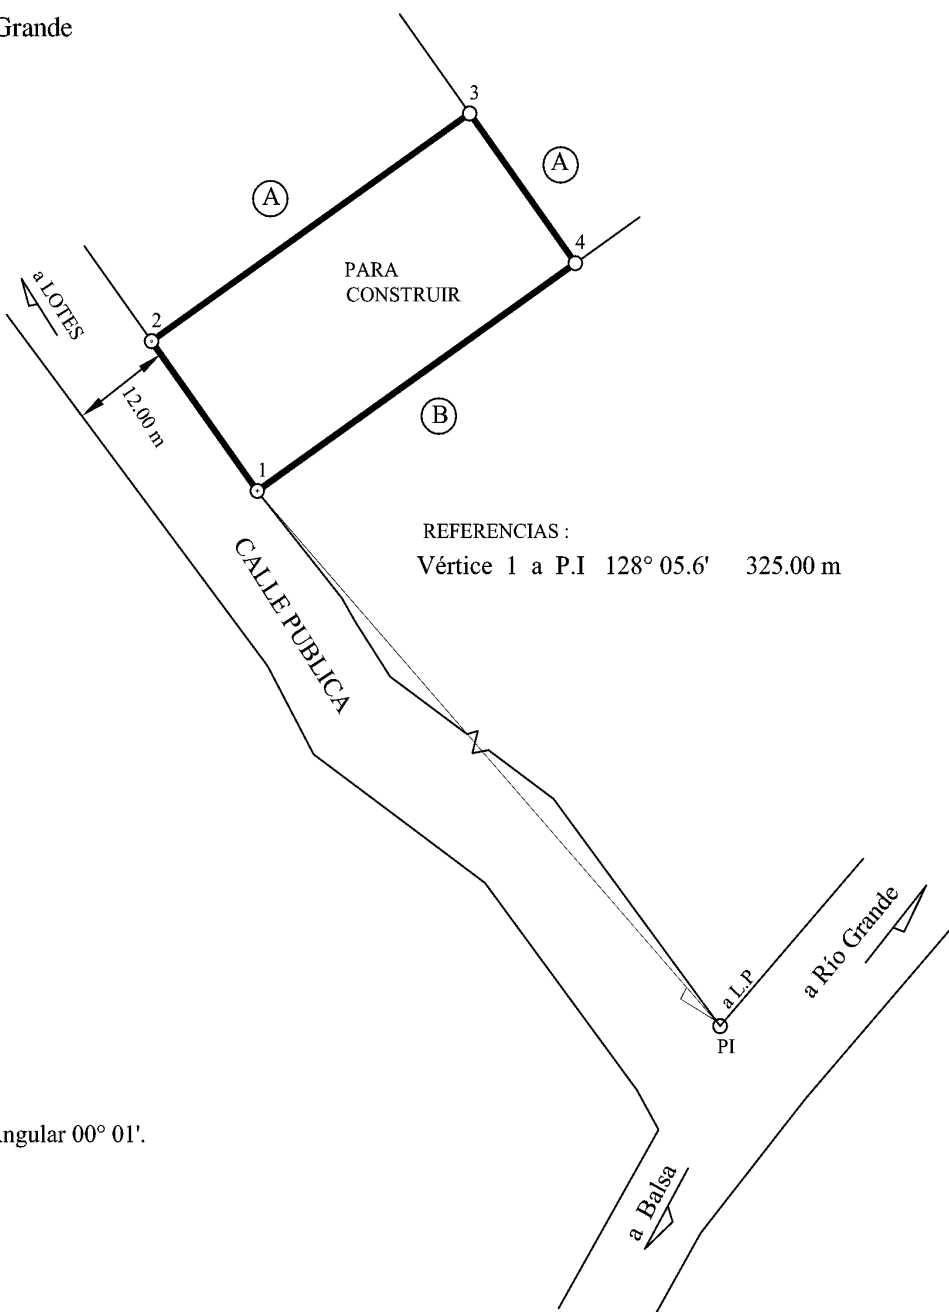 Grande
3
A
A
4
PARA
CONSTRUIR
a LOTES
2
12.00 m
B
1
REFERENCIAS :
Vértice 1 a P.I 128° 05.6' 325.00 m
CALLE PUBLICA
a Río Grande
a L.P
PI
ngular 00° 01'.
a Balsa